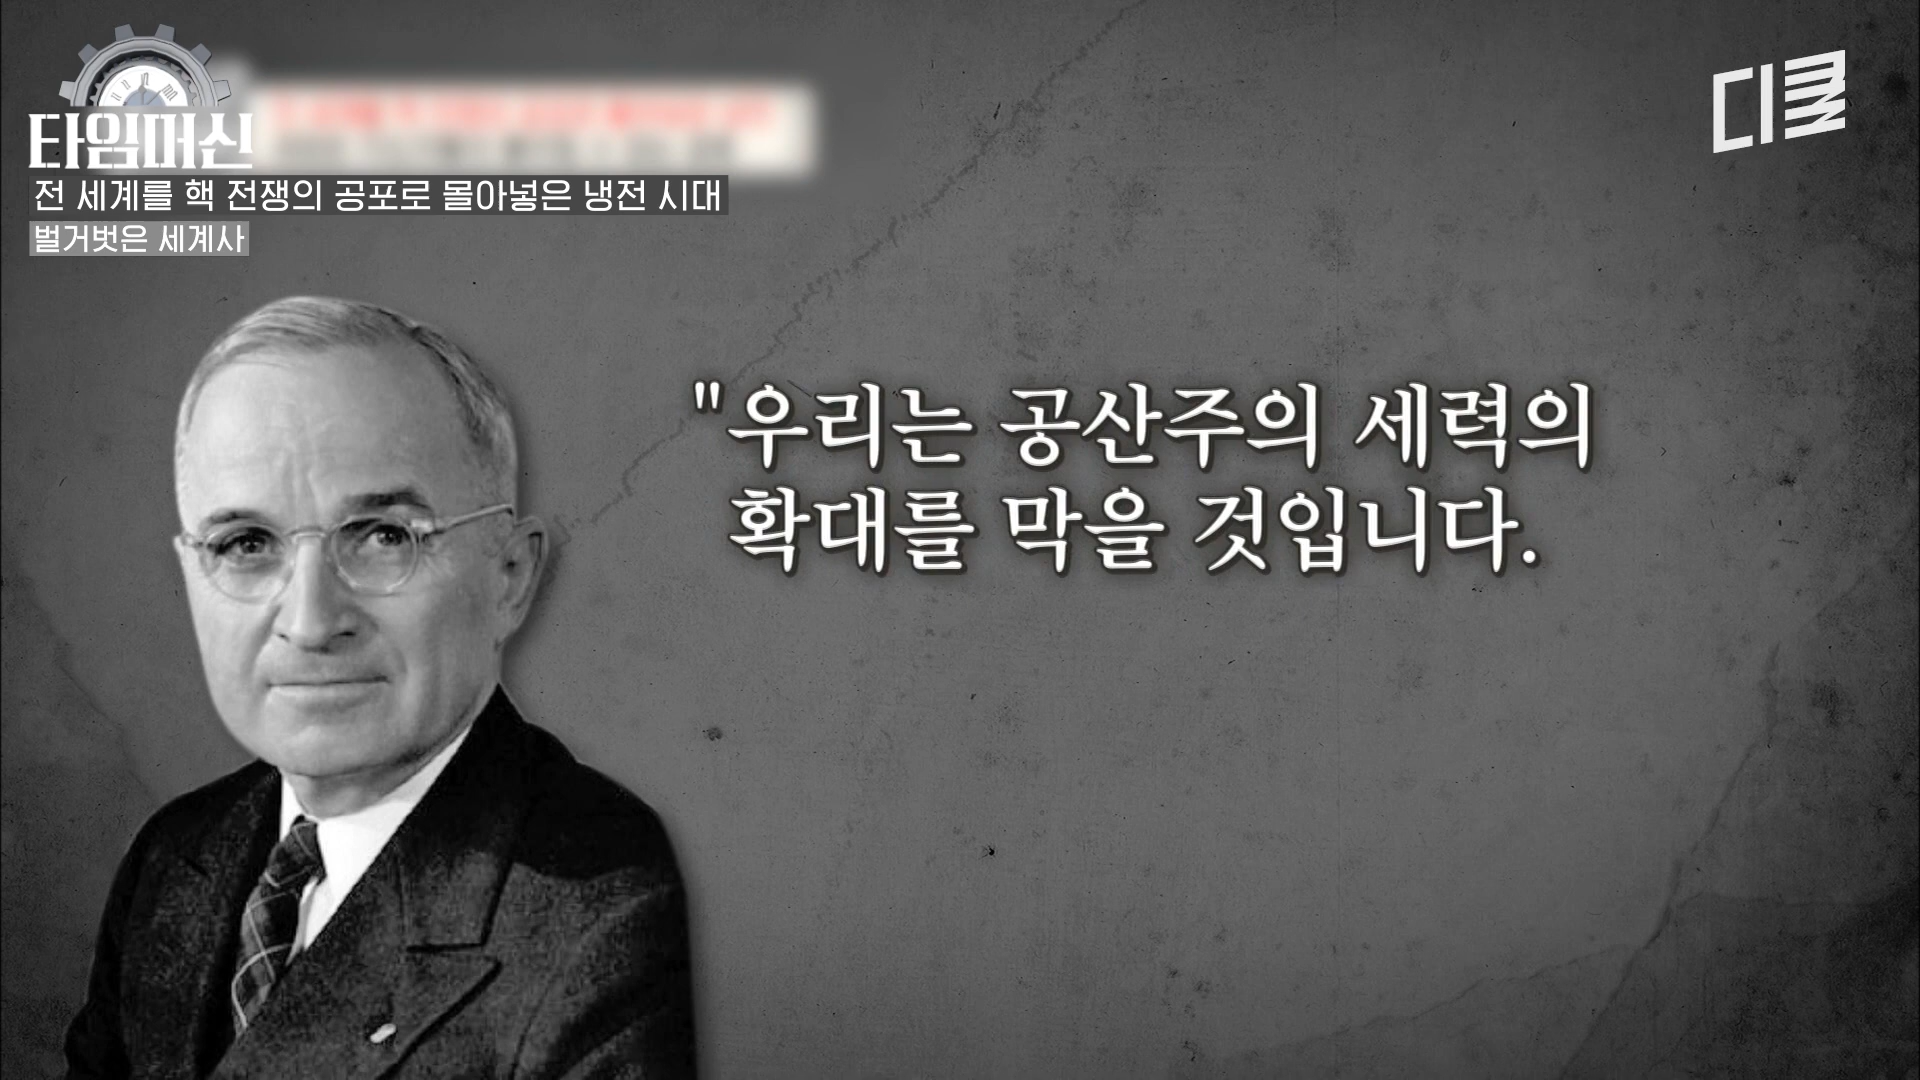 타임머신
디클
전 세계를 핵 전쟁의 공포로 몰아넣은 냉전 시대
벌거벗은 세계사
"우리는 공산주의 세력의
확대를 막을 것입니다.